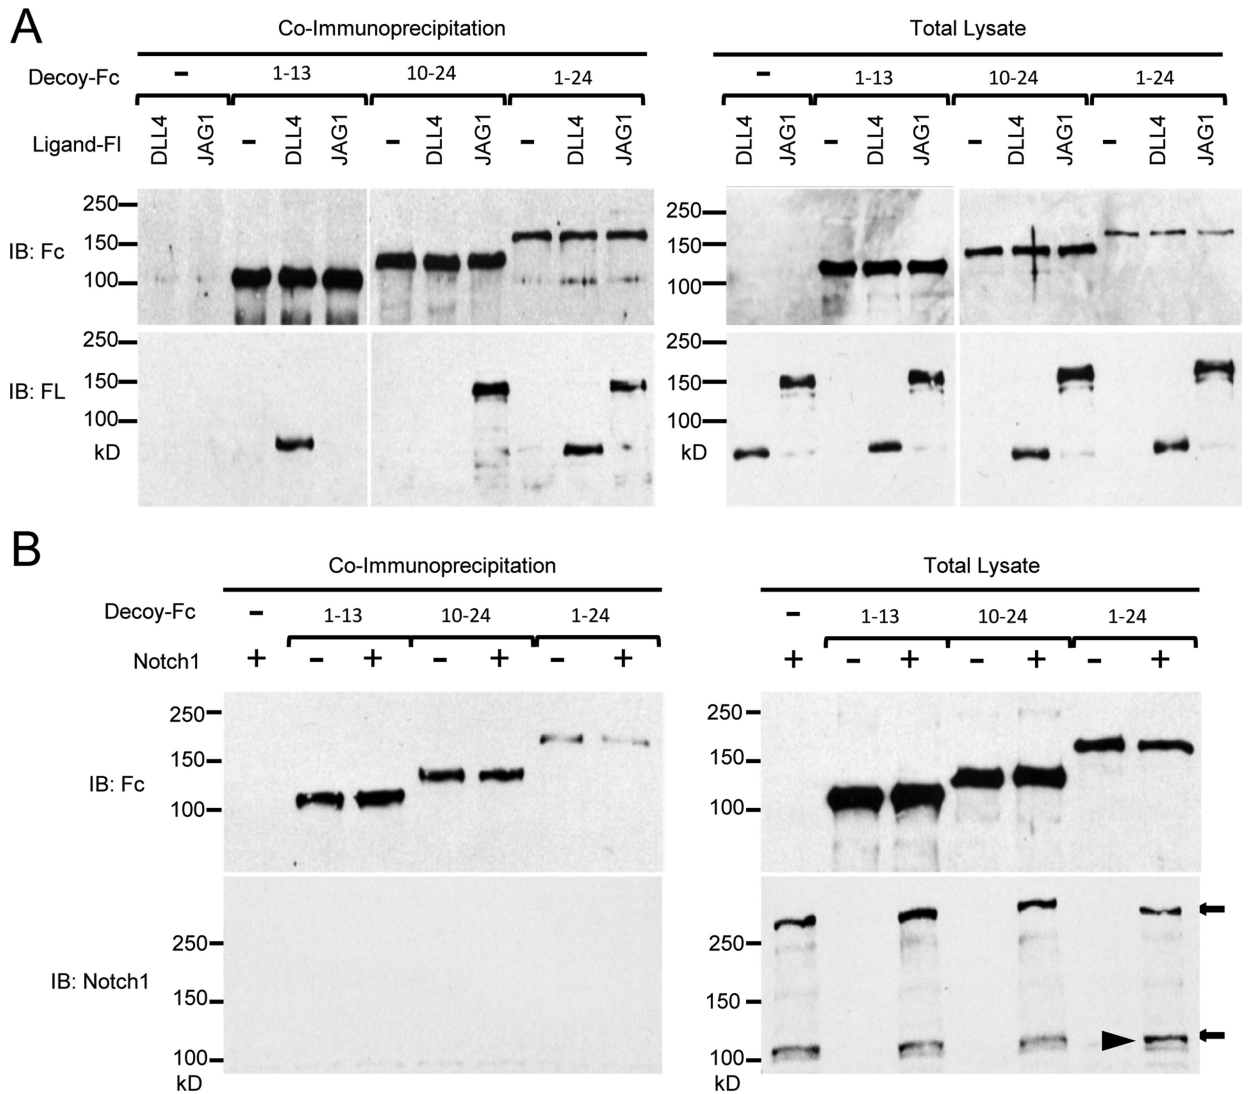 A
Co-Immunoprecipitation Total Lysate
Decoy-Fc - 1-13 10-24 1-24 - 1-13 10-24 1-24
Ligand-Fl DLL4 JAG1 - DLL4 JAG1 - DLL4 JAG1 - DLL4 JAG1 DLL4 JAG1 - DLL4 JAG1 - DLL4 JAG1 - DLL4 JAG1
IB: Fc
250
150
100
250
150
100
IB: FL
250
150
100
kD
250
150
100
kD
B
Co-Immunoprecipitation Total Lysate
Decoy-Fc - 1-13 10-24 1-24 - 1-13 10-24 1-24
Notch1 + - + - + - + + - + - + - +
IB: Fc
250
150
100
250
150
100
IB: Notch1
250
150
100
kD
250
150
100
kD